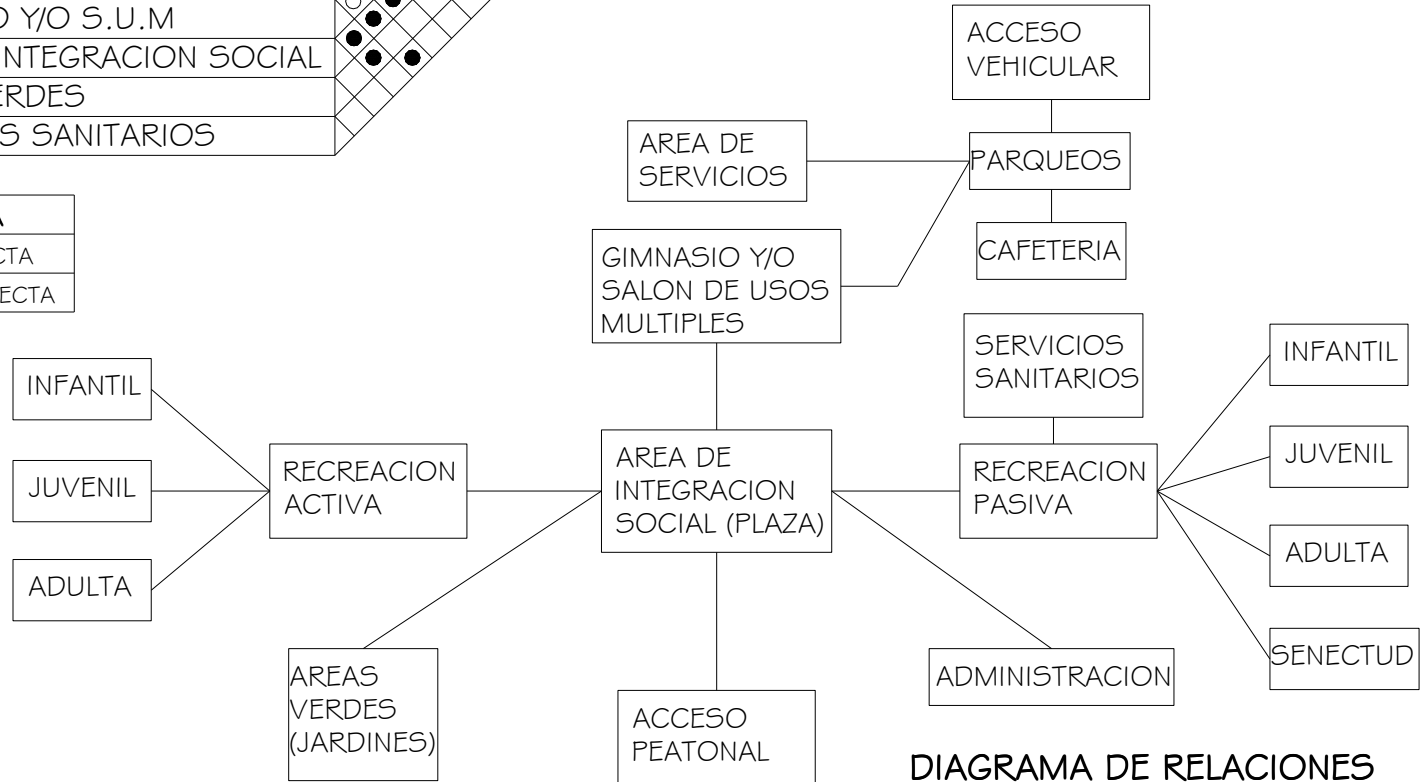 Y/O S.U.M
INTEGRACION SOCIAL
SANITARIOS
ACCESO
VEHICULAR
AREA DE
SERVICIOS
PARQUEOS
CAFETERIA
GIMNASIO Y/O
SALON DE USOS
MULTIPLES
SERVICIOS
SANITARIOS
INFANTIL
JUVENIL
ADULTA
RECREACION
ACTIVA
AREA DE
INTEGRACION
SOCIAL (PLAZA)
RECREACION
PASIVA
INFANTIL
JUVENIL
ADULTA
SENECTUD
AREAS
VERDES
(JARDINES)
ACCESO
PEATONAL
ADMINISTRACION
DIAGRAMA DE RELACIONES